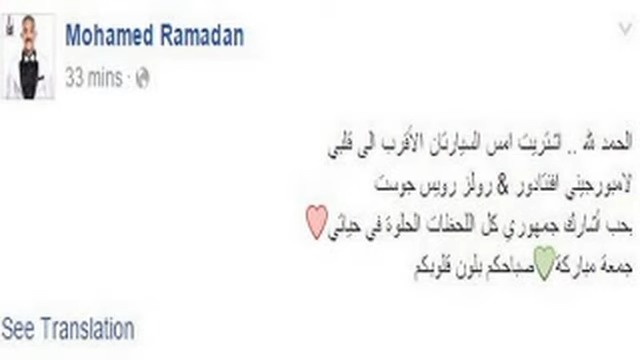 Mohamed Ramadan
33 mins ·
الحمد لله .. اشتريت امس السيارتان الأقرب الى قلبي
لامبورجيني افنتادور & رولز رويس جوست
بحب أشارك جمهوري كل اللحظات الحلوة في حياتي
جمعة مباركة صباحكم بلون قلوبكم
See Translation